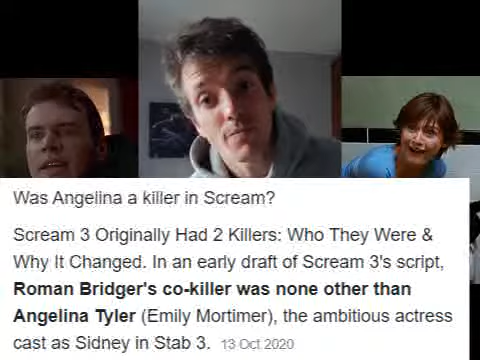 Was Angelina a killer in Scream?
Scream 3 Originally Had 2 Killers: Who They Were &
Why It Changed. In an early draft of Scream 3's script,
Roman Bridger's co-killer was none other than
Angelina Tyler (Emily Mortimer), the ambitious actress
cast as Sidney in Stab 3. 13 Oct 2020